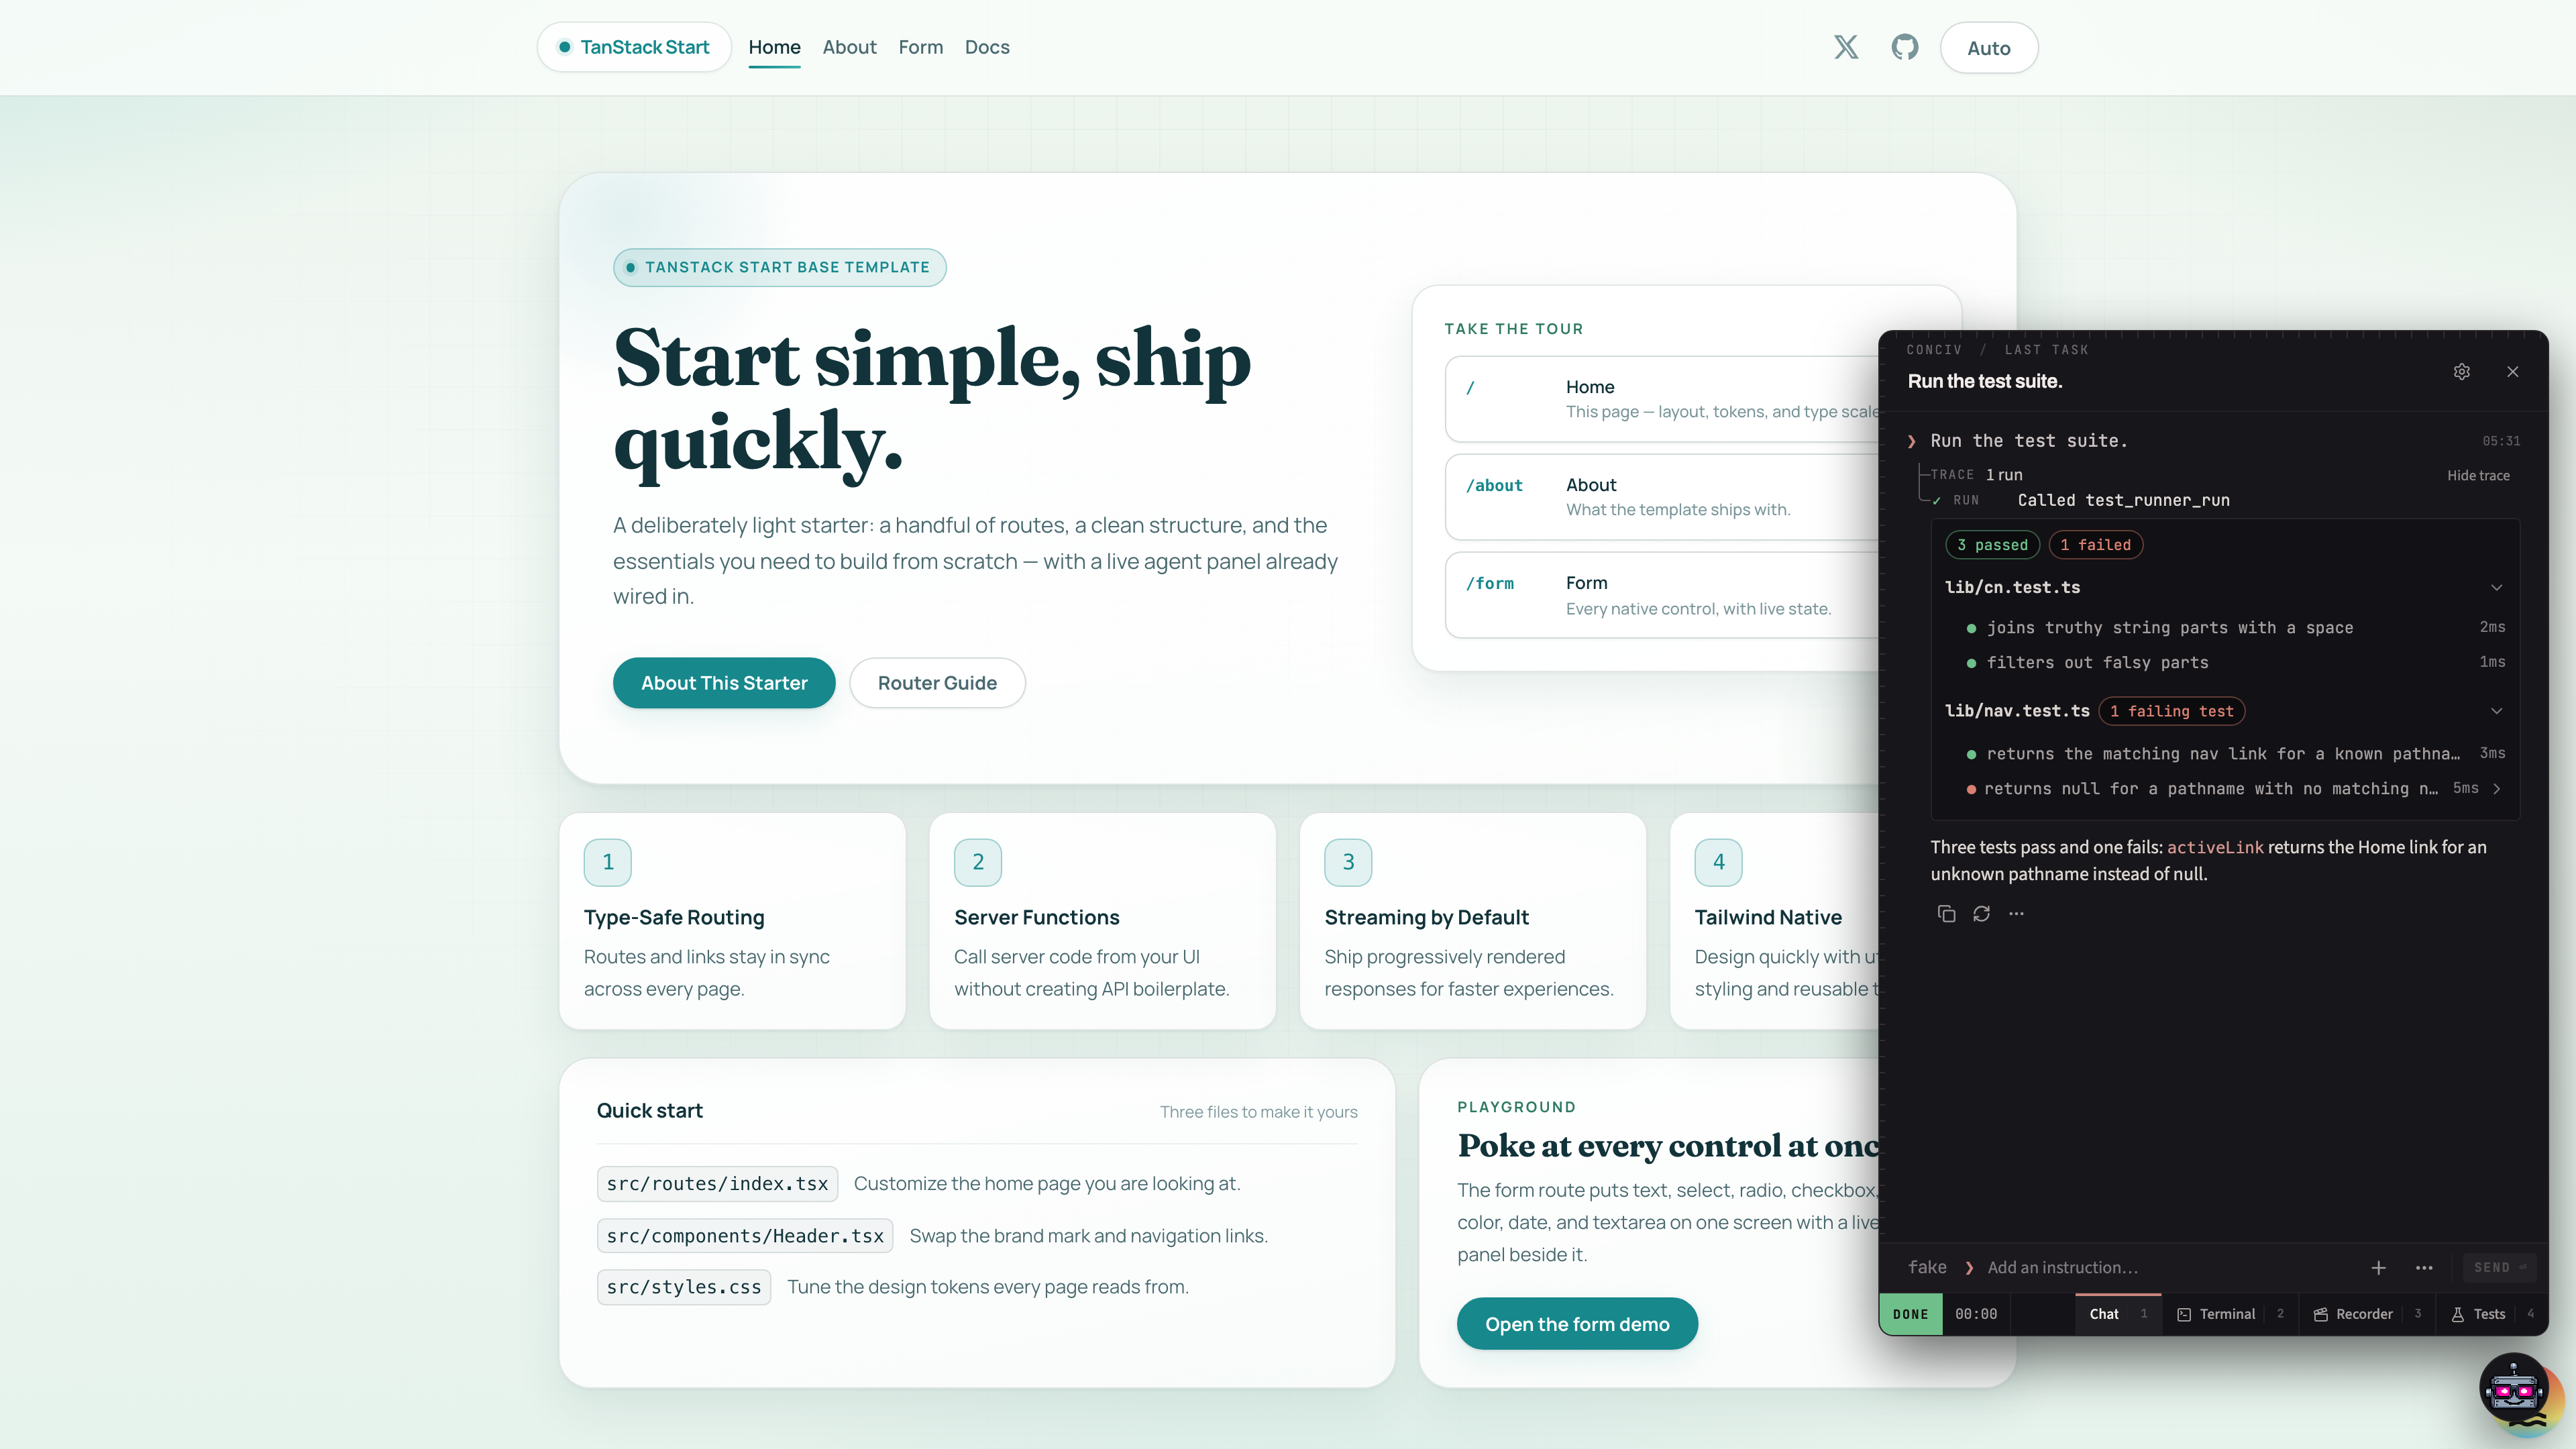 TanStack Start
Home
About
Form
Docs
Auto
TANSTACK START BASE TEMPLATE
Start simple, ship
quickly.
A deliberately light starter: a handful of routes, a clean structure, and the
essentials you need to build from scratch — with a live agent panel already
wired in.
About This Starter
Router Guide
TAKE THE TOUR
/
Home
This page — layout, tokens, and type scale
/about
About
What the template ships with.
/form
Form
Every native control, with live state.
1
Type-Safe Routing
Routes and links stay in sync
across every page.
2
Server Functions
Call server code from your UI
without creating API boilerplate.
3
Streaming by Default
Ship progressively rendered
responses for faster experiences.
4
Tailwind Native
Design quickly with
styling and reusable
Quick start
Three files to make it yours
src/routes/index.tsx Customize the home page you are looking at.
src/components/Header.tsx Swap the brand mark and navigation links.
src/styles.css Tune the design tokens every page reads from.
PLAYGROUND
Poke at every control at onc
The form route puts text, select, radio, checkbox,
color, date, and textarea on one screen with a live
panel beside it.
Open the form demo
CONCIV / LAST TASK
Run the test suite.
❯ Run the test suite. 05:31
TRACE 1 run Hide trace
✓ RUN Called test_runner_run
3 passed 1 failed
lib/cn.test.ts
joins truthy string parts with a space 2ms
filters out falsy parts 1ms
lib/nav.test.ts 1 failing test
returns the matching nav link for a known pathna… 3ms
returns null for a pathname with no matching n… 5ms
Three tests pass and one fails: activeLink returns the Home link for an
unknown pathname instead of null.
fake ❯ Add an instruction… SEND ⏎
DONE 00:00 Chat 1 Terminal 2 Recorder 3 Tests 4